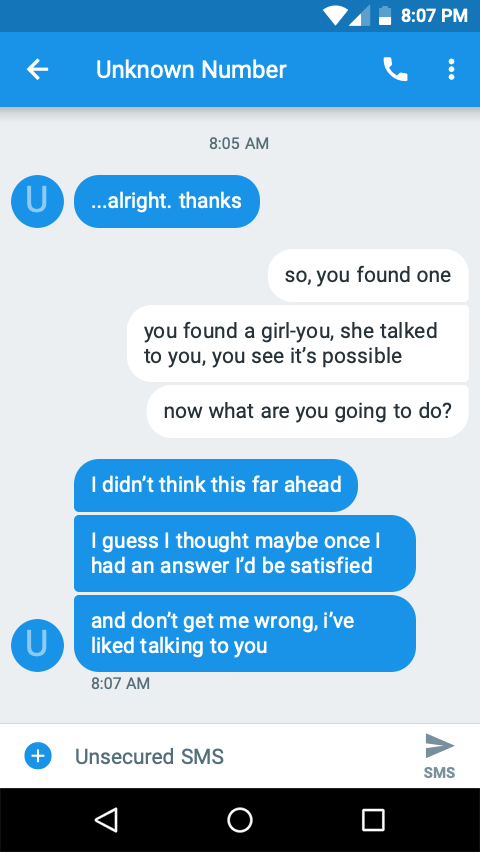 8:07 PM
Unknown Number
8:05 AM
U
...alright. thanks
so, you found one
you found a girl-you, she talked
to you, you see it’s possible
now what are you going to do?
I didn’t think this far ahead
I guess I thought maybe once I
had an answer I’d be satisfied
and don’t get me wrong, i’ve
liked talking to you
U
8:07 AM
Unsecured SMS
SMS